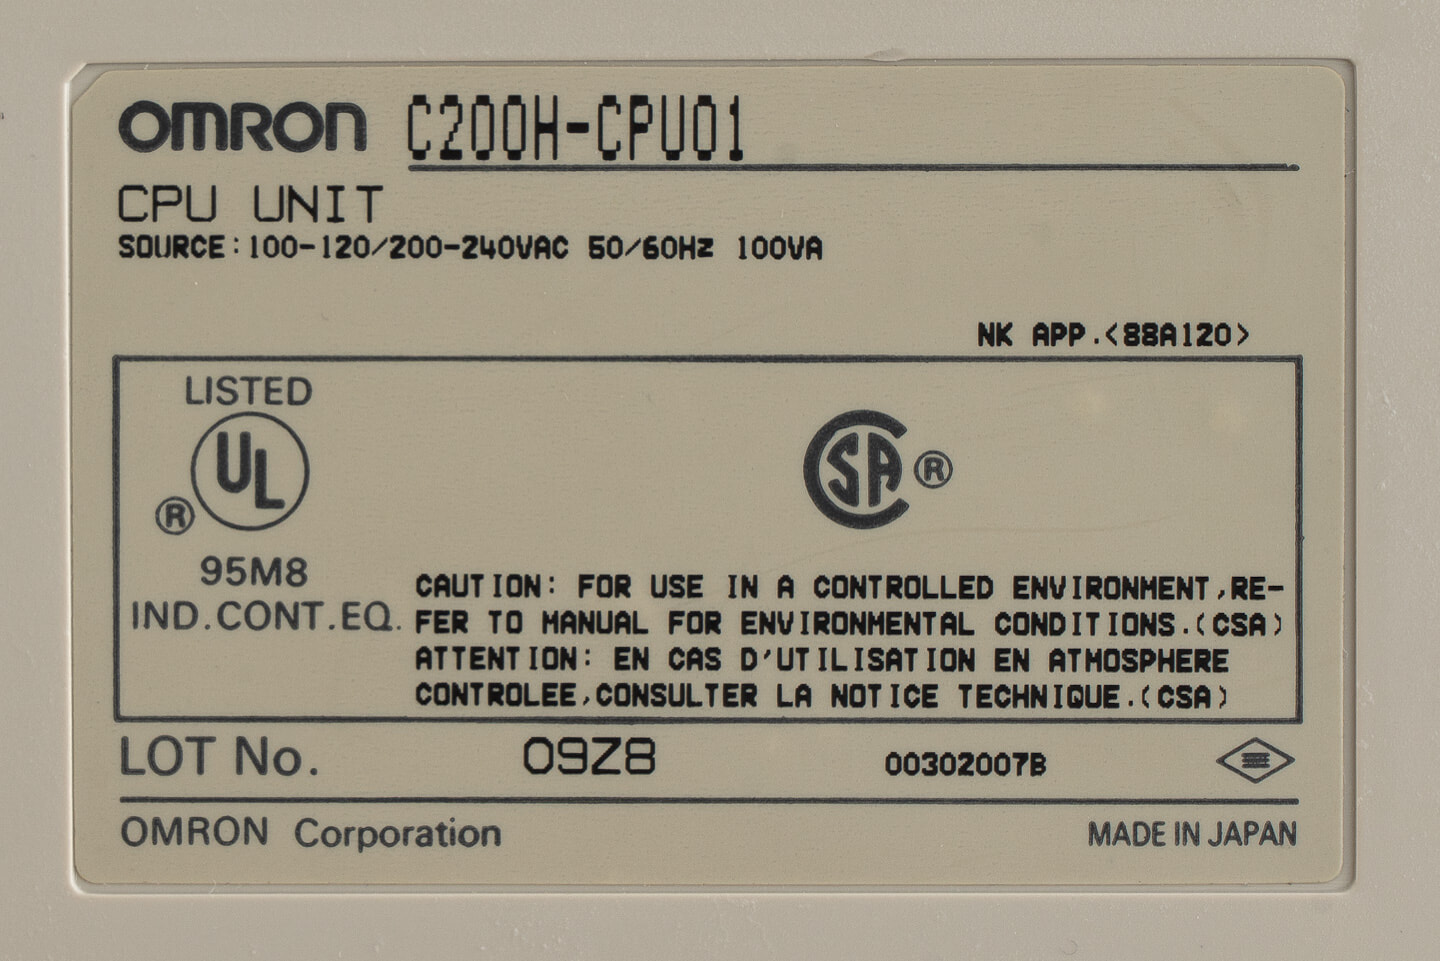 OMRON C200H-CPU01
CPU UNIT
SOURCE:100-120/200-240VAC 50/60Hz 100VA
NK APP.<88A120>
LISTED
UL
®
SA ®
95M8
IND.CONT.EQ.
CAUTION: FOR USE IN A CONTROLLED ENVIRONMENT,RE-
FER TO MANUAL FOR ENVIRONMENTAL CONDITIONS.(CSA)
ATTENTION: EN CAS D'UTILISATION EN ATMOSPHERE
CONTROLEE,CONSULTER LA NOTICE TECHNIQUE.(CSA)
LOT No. 09Z8 00302007B
OMRON Corporation MADE IN JAPAN